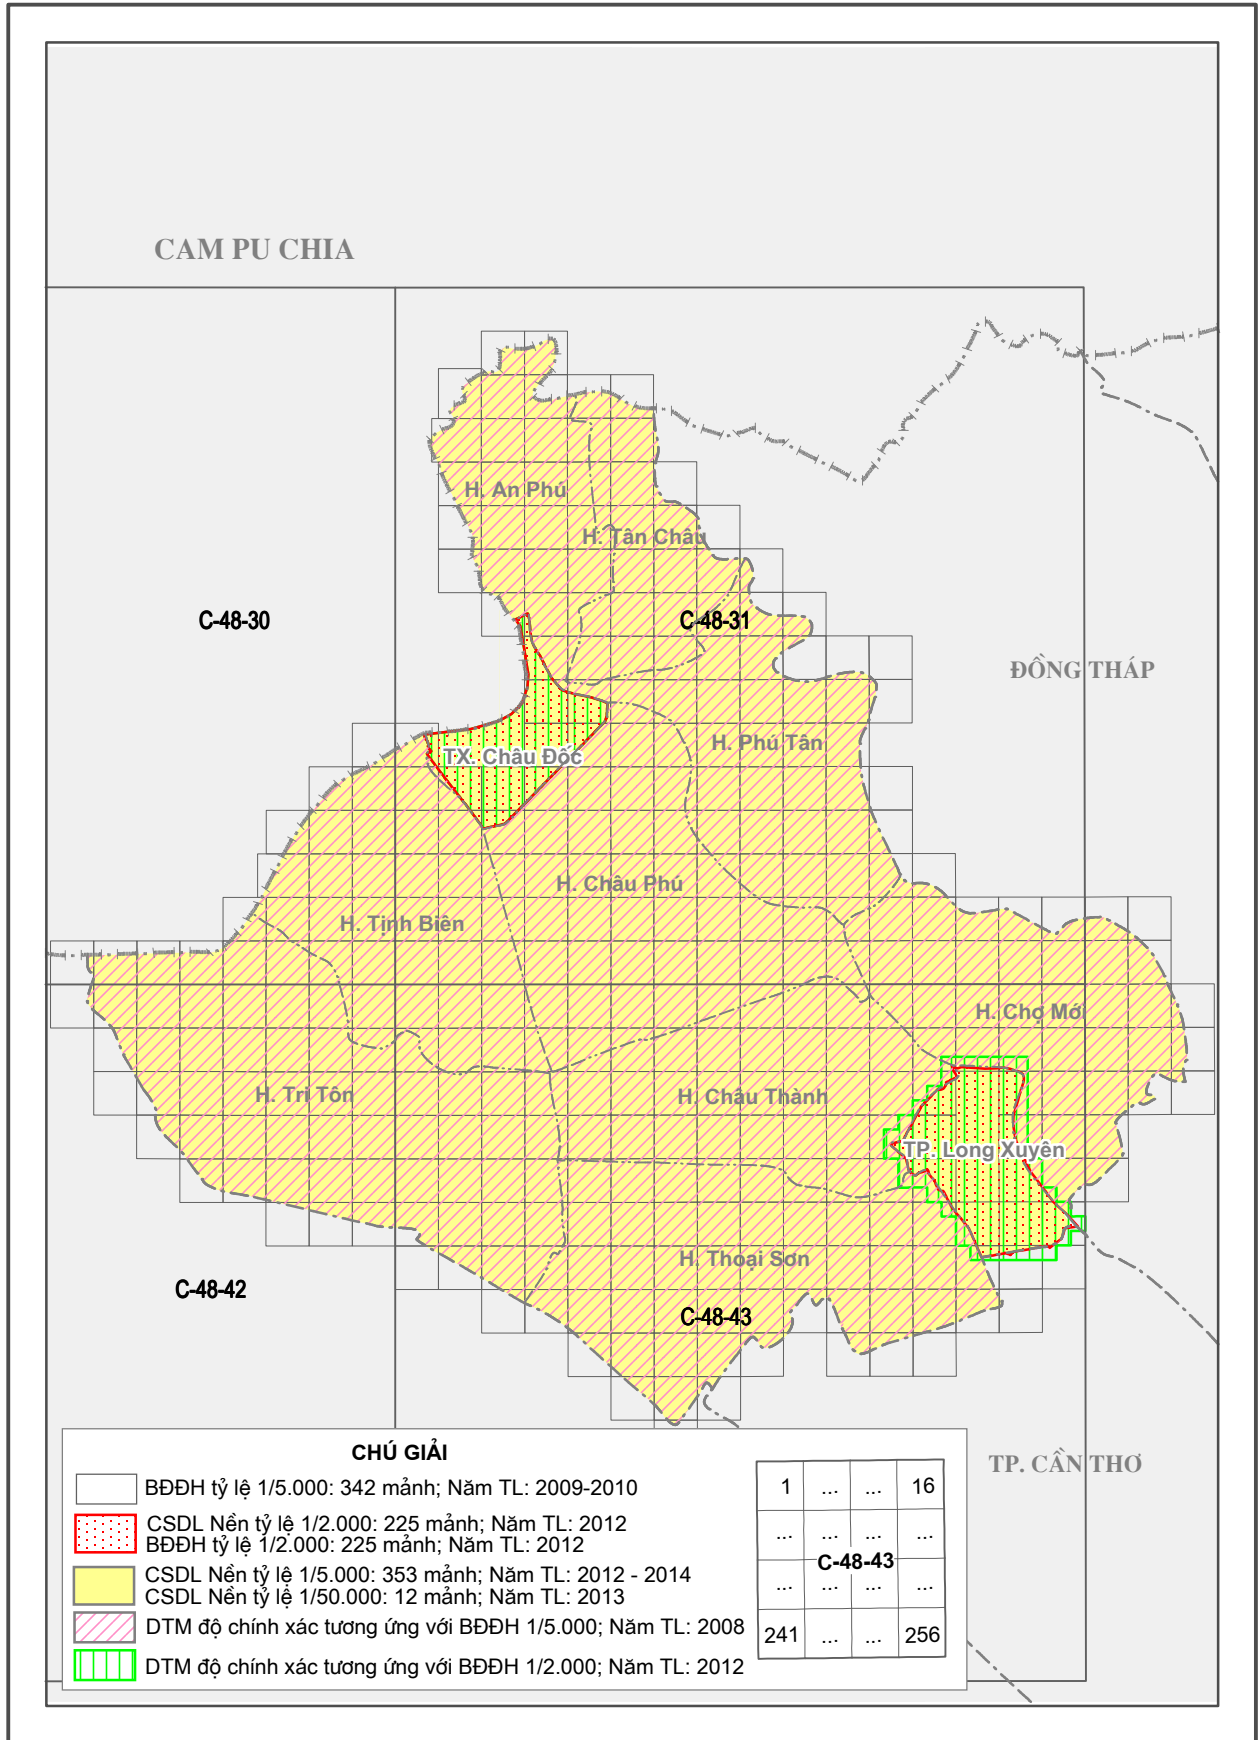 CAM PU CHIA
H. An Phú
H. Tân Châu
C-48-30
C-48-31
ĐỒNG THÁP
H. Phú Tân
TX. Châu Đốc
H. Châu Phú
H. Tịnh Biên
H. Chợ Mới
H. Tri Tôn
H. Châu Thành
TP. Long Xuyên
H. Thoại Sơn
C-48-42
C-48-43
TP. CẦN THƠ
CHÚ GIẢI
BĐĐH tỷ lệ 1/5.000: 342 mảnh; Năm TL: 2009-2010
CSDL Nền tỷ lệ 1/2.000: 225 mảnh; Năm TL: 2012
BĐĐH tỷ lệ 1/2.000: 225 mảnh; Năm TL: 2012
CSDL Nền tỷ lệ 1/5.000: 353 mảnh; Năm TL: 2012 - 2014
CSDL Nền tỷ lệ 1/50.000: 12 mảnh; Năm TL: 2013
DTM độ chính xác tương ứng với BĐĐH 1/5.000; Năm TL: 2008
DTM độ chính xác tương ứng với BĐĐH 1/2.000; Năm TL: 2012
1 ... ... 16
... ... ... ...
C-48-43
... ... ... ...
241 ... ... 256